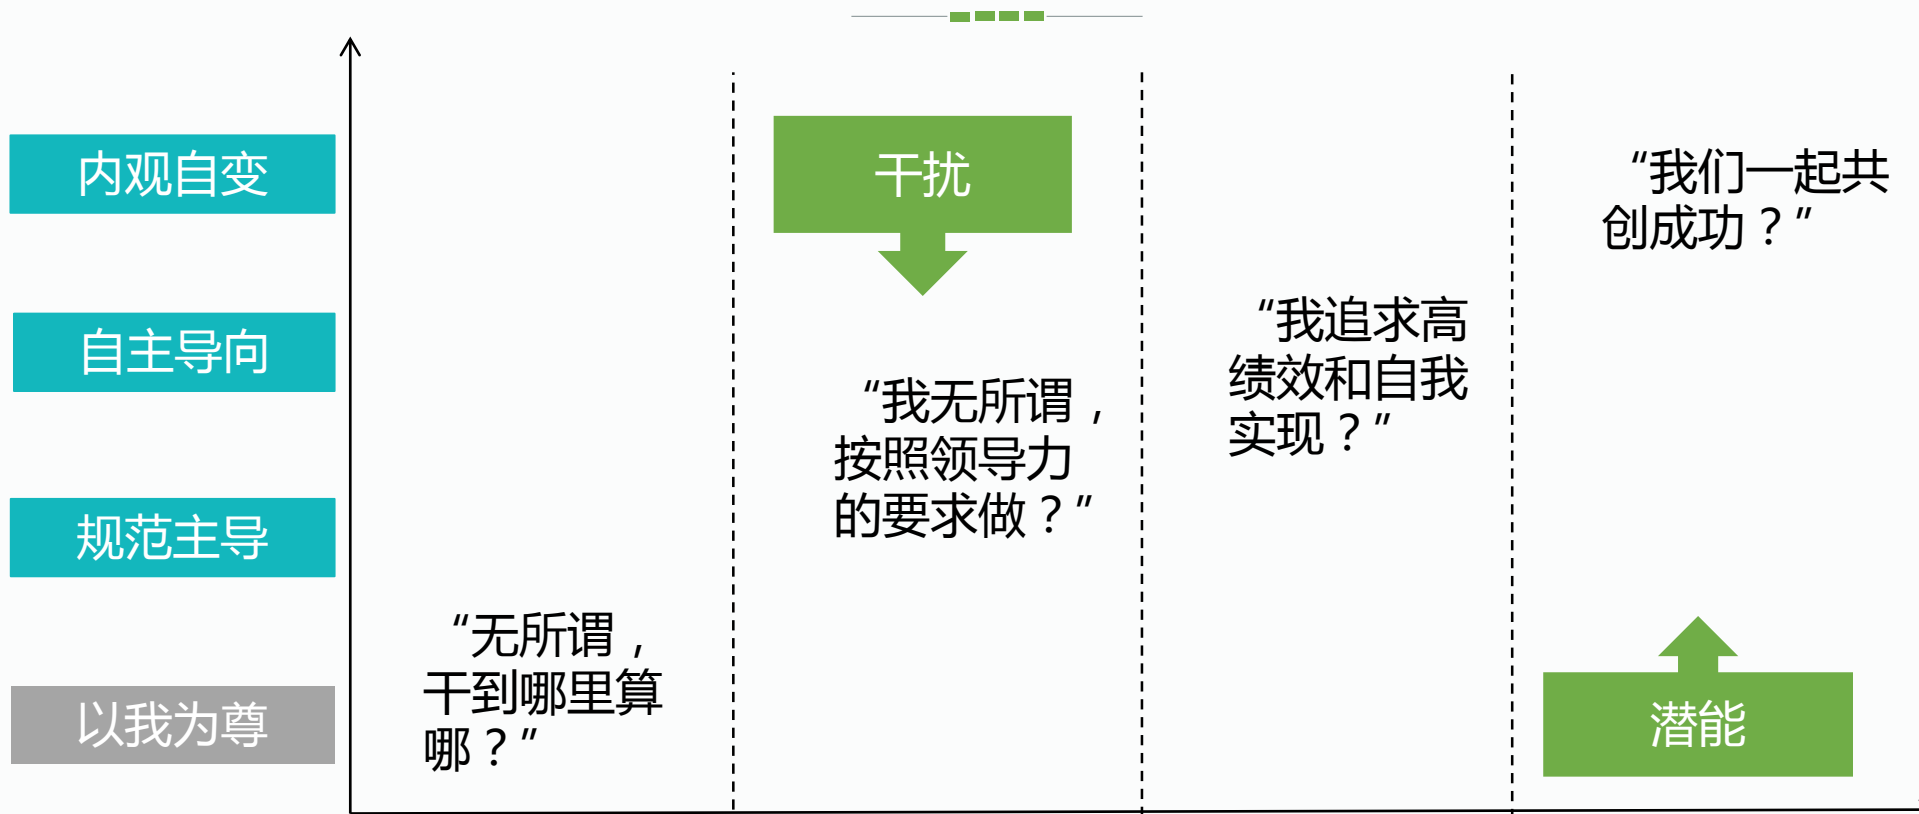 内观自变
自主导向
规范主导
以我为尊
“无所谓，
干到哪里算
哪？”
干扰
“我无所谓，
按照领导力
的要求做？”
“我追求高
绩效和自我
实现？”
“我们一起共
创成功？”
潜能